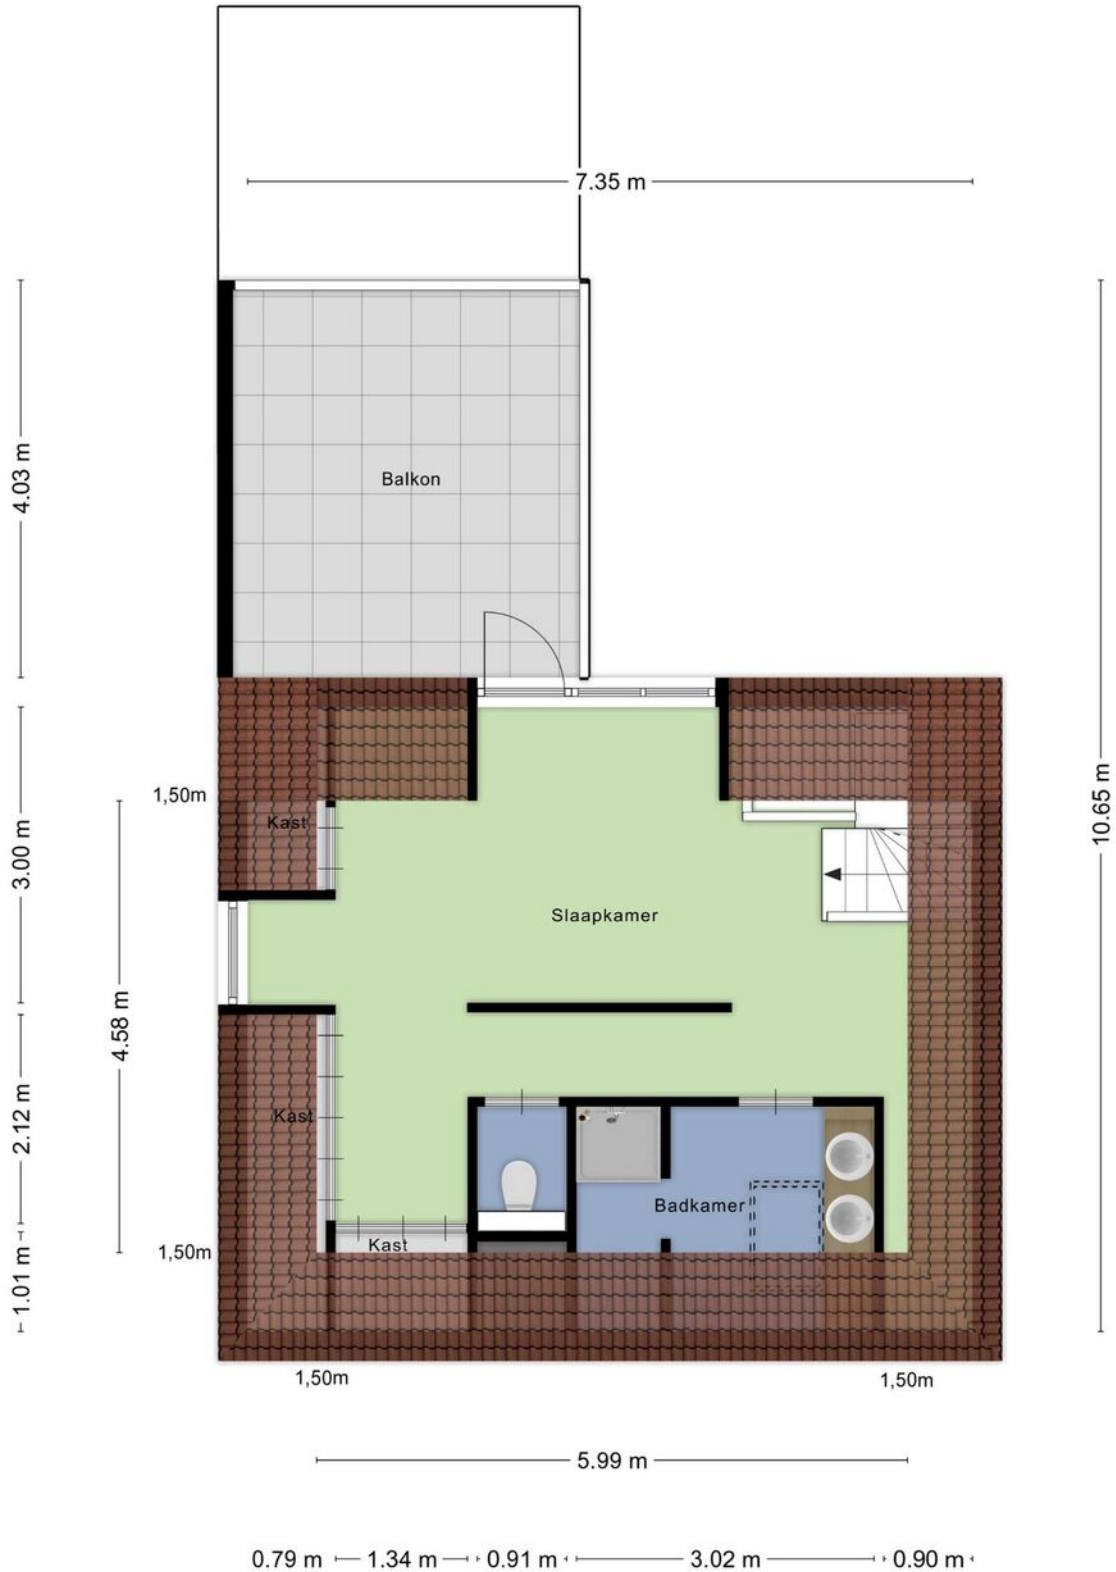 7.35 m
4.03 m
Balkon
10.65 m
1,50m
Kast
3.00 m
Slaapkamer
4.58 m
2.12 m
Kast
Badkamer
Kast
1,50m
1.01 m
1,50m
1,50m
5.99 m
0.79 m 1.34 m 0.91 m 3.02 m 0.90 m